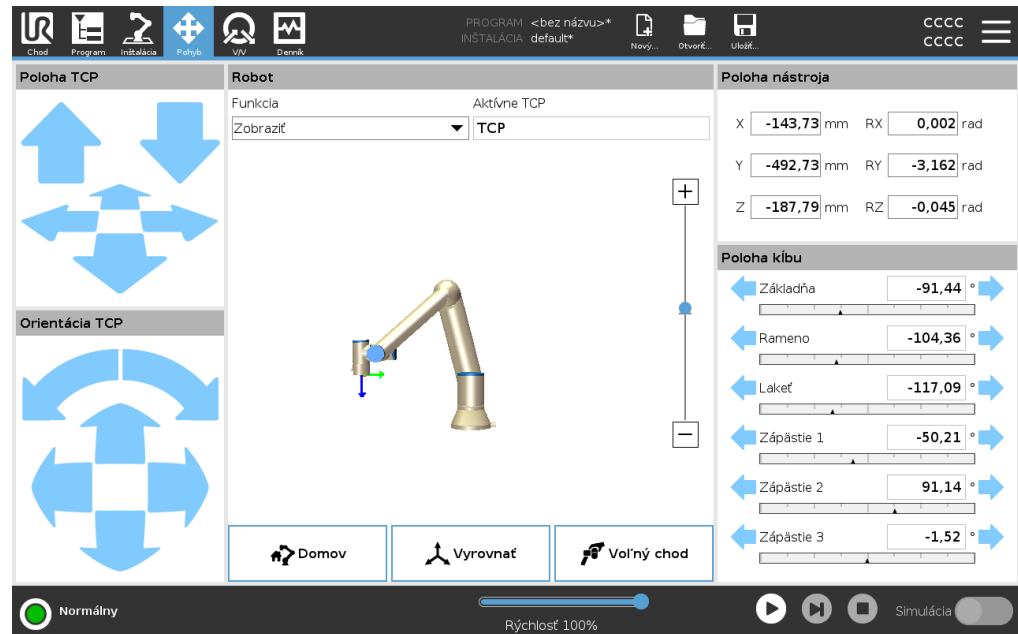 PROGRAM <bez názvu>*
INŠTALÁCIA default*
CCCC
CCCC
Chod Program Inštalácia Pohyb V/V Denník Nový... Otvoriť... Uložiť...
Poloha TCP
Robot
Poloha nástroja
Funkcia Aktívne TCP
Zobraziť TCP
X -143,73 mm RX 0,002 rad
Y -492,73 mm RY -3,162 rad
Z -187,79 mm RZ -0,045 rad
Poloha kĺbu
Základňa -91,44 °
Orientácia TCP
Rameno -104,36 °
Lakeť -117,09 °
Zápästie 1 -50,21 °
Zápästie 2 91,14 °
Zápästie 3 -1,52 °
Domov Vyrovnať Voľný chod
Normálny
Rýchlosť 100%
Simulácia